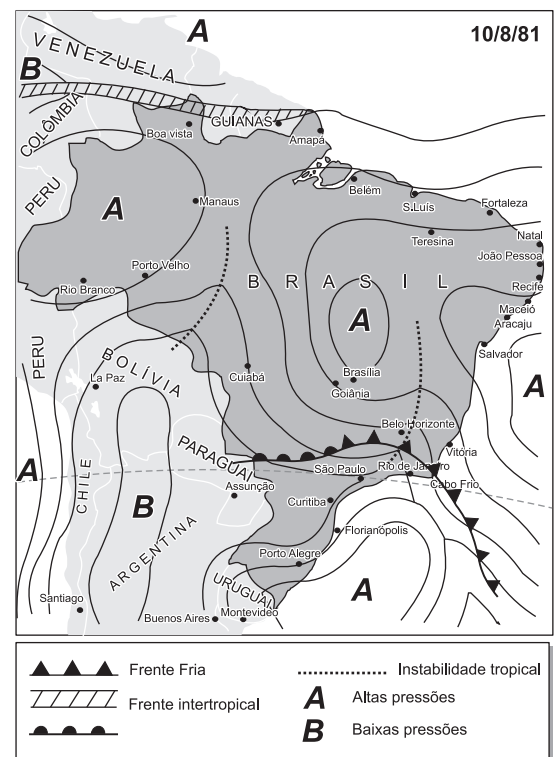 A
10/8/81
VENEZUELA
B
COLÔMBIA
GUIANAS
Boa vista
Amapá
PERU
A
Manaus
Belém
S.Luís
Fortaleza
Teresina
Natal
João Pessoa
Porto Velho
BRASIL
Rio Branco
Recife
Maceió
Aracaju
A
Salvador
PERU
BOLÍVIA
La Paz
Cuiabá
Brasília
Goiânia
A
Belo Horizonte
Vitória
PARAGUAI
A
CHILE
São Paulo
Rio de Janeiro
Cabo Frio
Assunção
B
Curitiba
ARGENTINA
Florianópolis
Porto Alegre
URUGUAI
A
Santiago
Buenos Aires
Montevideo
Frente Fria
Instabilidade tropical
Frente intertropical
A Altas pressões
B Baixas pressões